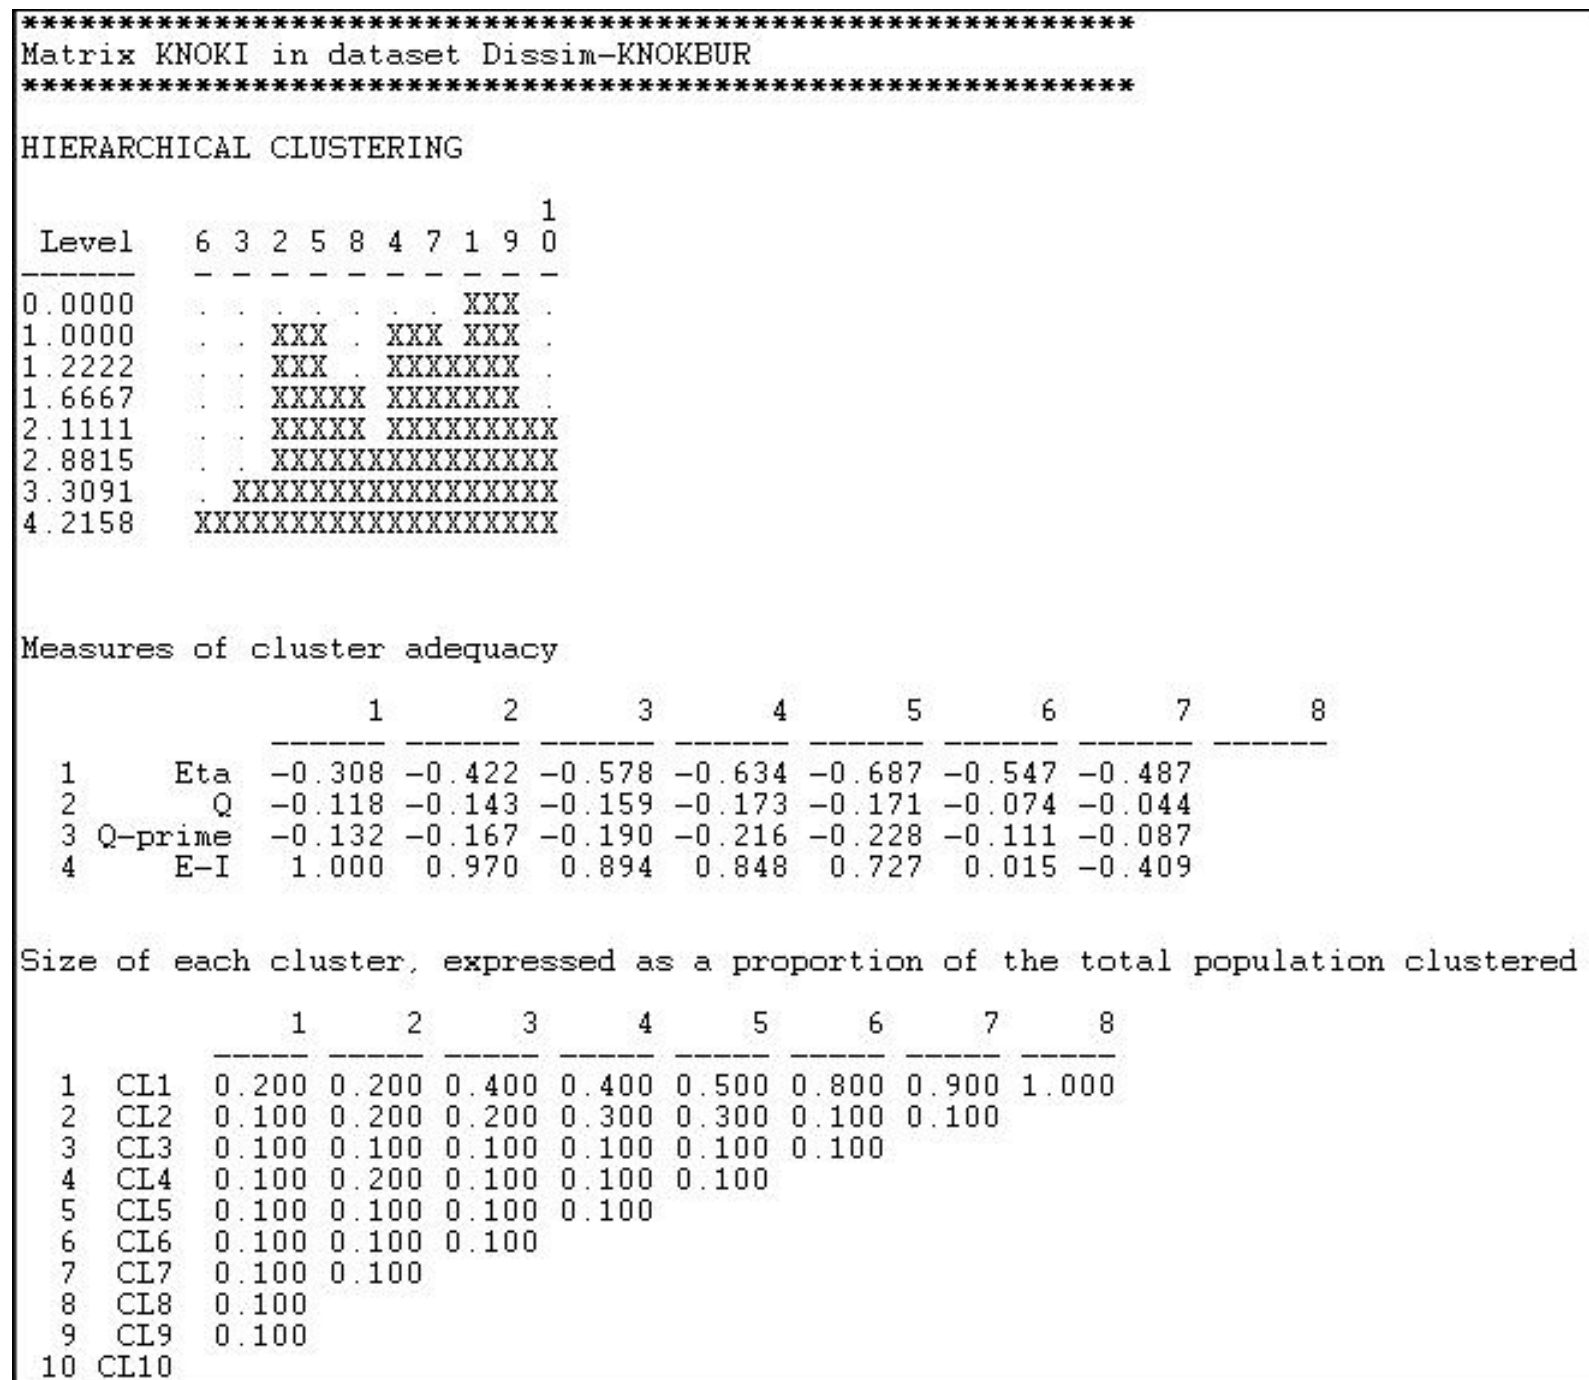 **********************************************************
Matrix KNOKI in dataset Dissim-KNOKBUR
**********************************************************
HIERARCHICAL CLUSTERING
                           1
 Level   6 3 2 5 8 4 7 1 9 0
------   - - - - - - - - - -
0.0000   . . . . . . . XXX .
1.0000   . . XXX . XXX XXX .
1.2222   . . XXX . XXXXXXX .
1.6667   . . XXXXX XXXXXXX .
2.1111   . . XXXXX XXXXXXXXX
2.8815   . . XXXXXXXXXXXXXXX
3.3091   . XXXXXXXXXXXXXXXXX
4.2158   XXXXXXXXXXXXXXXXXXX
Measures of cluster adequacy
                  1      2      3      4      5      6      7      8
             ------ ------ ------ ------ ------ ------ ------ ------
  1     Eta  -0.308 -0.422 -0.578 -0.634 -0.687 -0.547 -0.487
  2       Q  -0.118 -0.143 -0.159 -0.173 -0.171 -0.074 -0.044
  3 Q-prime  -0.132 -0.167 -0.190 -0.216 -0.228 -0.111 -0.087
  4     E-I   1.000  0.970  0.894  0.848  0.727  0.015 -0.409
Size of each cluster, expressed as a proportion of the total population clustered
              1     2     3     4     5     6     7     8
          ----- ----- ----- ----- ----- ----- ----- -----
  1  CL1  0.200 0.200 0.400 0.400 0.500 0.800 0.900 1.000
  2  CL2  0.100 0.200 0.200 0.300 0.300 0.100 0.100
  3  CL3  0.100 0.100 0.100 0.100 0.100 0.100
  4  CL4  0.100 0.200 0.100 0.100 0.100
  5  CL5  0.100 0.100 0.100 0.100
  6  CL6  0.100 0.100 0.100
  7  CL7  0.100 0.100
  8  CL8  0.100
  9  CL9  0.100
 10 CL10